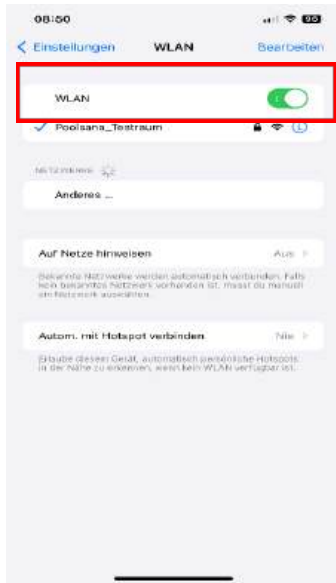 08:50
Einstellungen WLAN Bearbeiten
WLAN
Poolsana_Testraum
NETZWERKE
Anderes ...
Auf Netze hinweisen Aus
Bekannte Netzwerke werden automatisch verbunden. Falls
kein bekanntes Netzwerk vorhanden ist, musst du manuell
ein Netzwerk auswählen.
Autom. mit Hotspot verbinden Nie
Erlaube diesem Gerät, automatisch persönliche Hotspots
in der Nähe zu erkennen, wenn kein WLAN verfügbar ist.